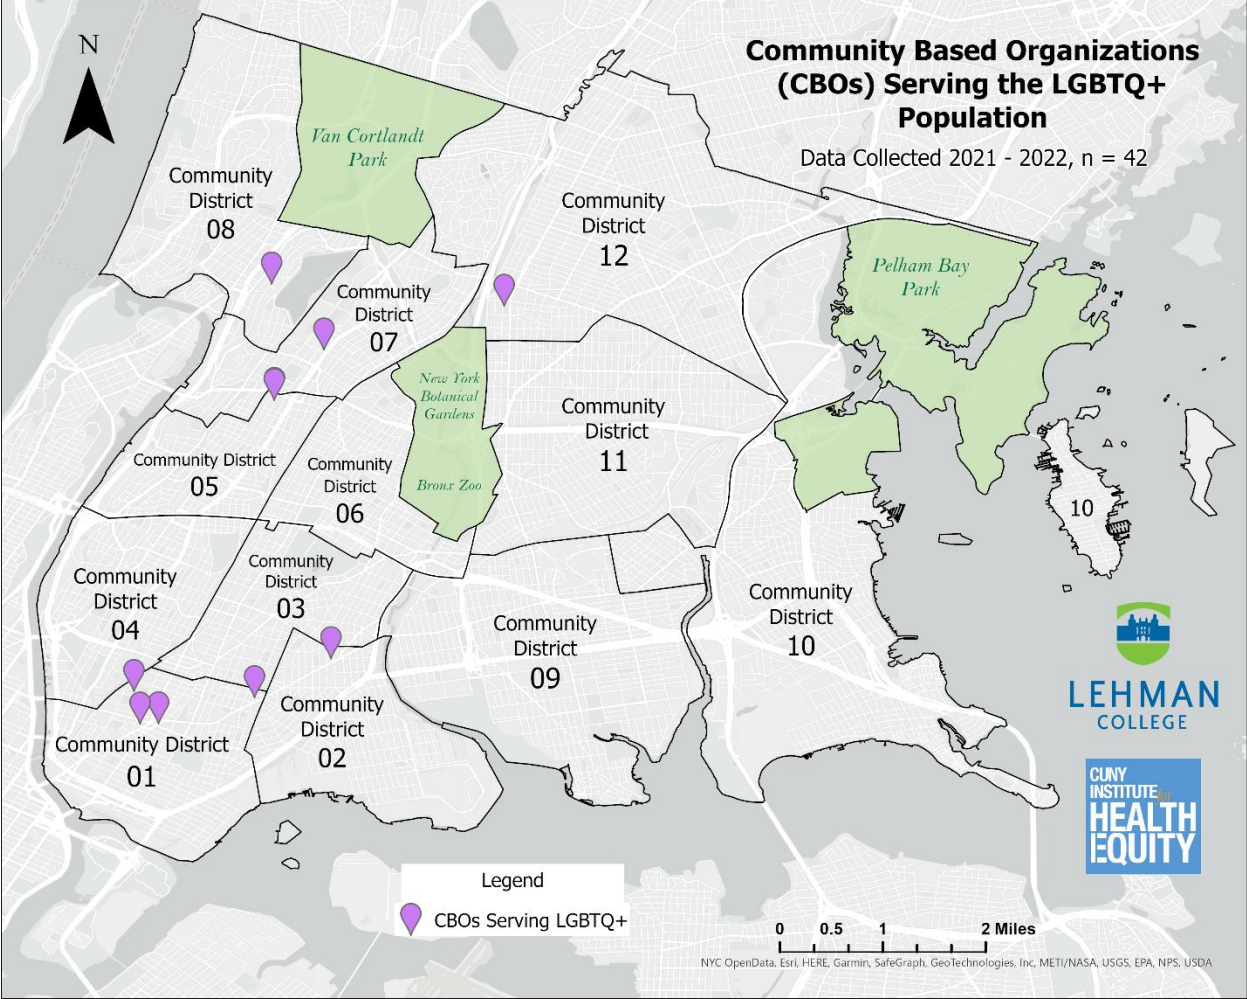 N
Community Based Organizations
(CBOs) Serving the LGBTQ+
Population
Data Collected 2021 - 2022, n = 42
Van Cortlandt
Park
Community
District
08
Community
District
12
Pelham Bay
Park
Community
District
07
New York
Botanical
Gardens
Community
District
11
Community District
05
Community
District
06
Bronx Zoo
10
Community
District
04
Community
District
03
Community
District
09
Community
District
10
Community
District
02
Community District
01
LEHMAN
COLLEGE
CUNY
INSTITUTE for
HEALTH
EQUITY
Legend
CBOs Serving LGBTQ+
0 0.5 1 2 Miles
NYC OpenData, Esri, HERE, Garmin, SafeGraph, GeoTechnologies, Inc, METI/NASA, USGS, EPA, NPS, USDA